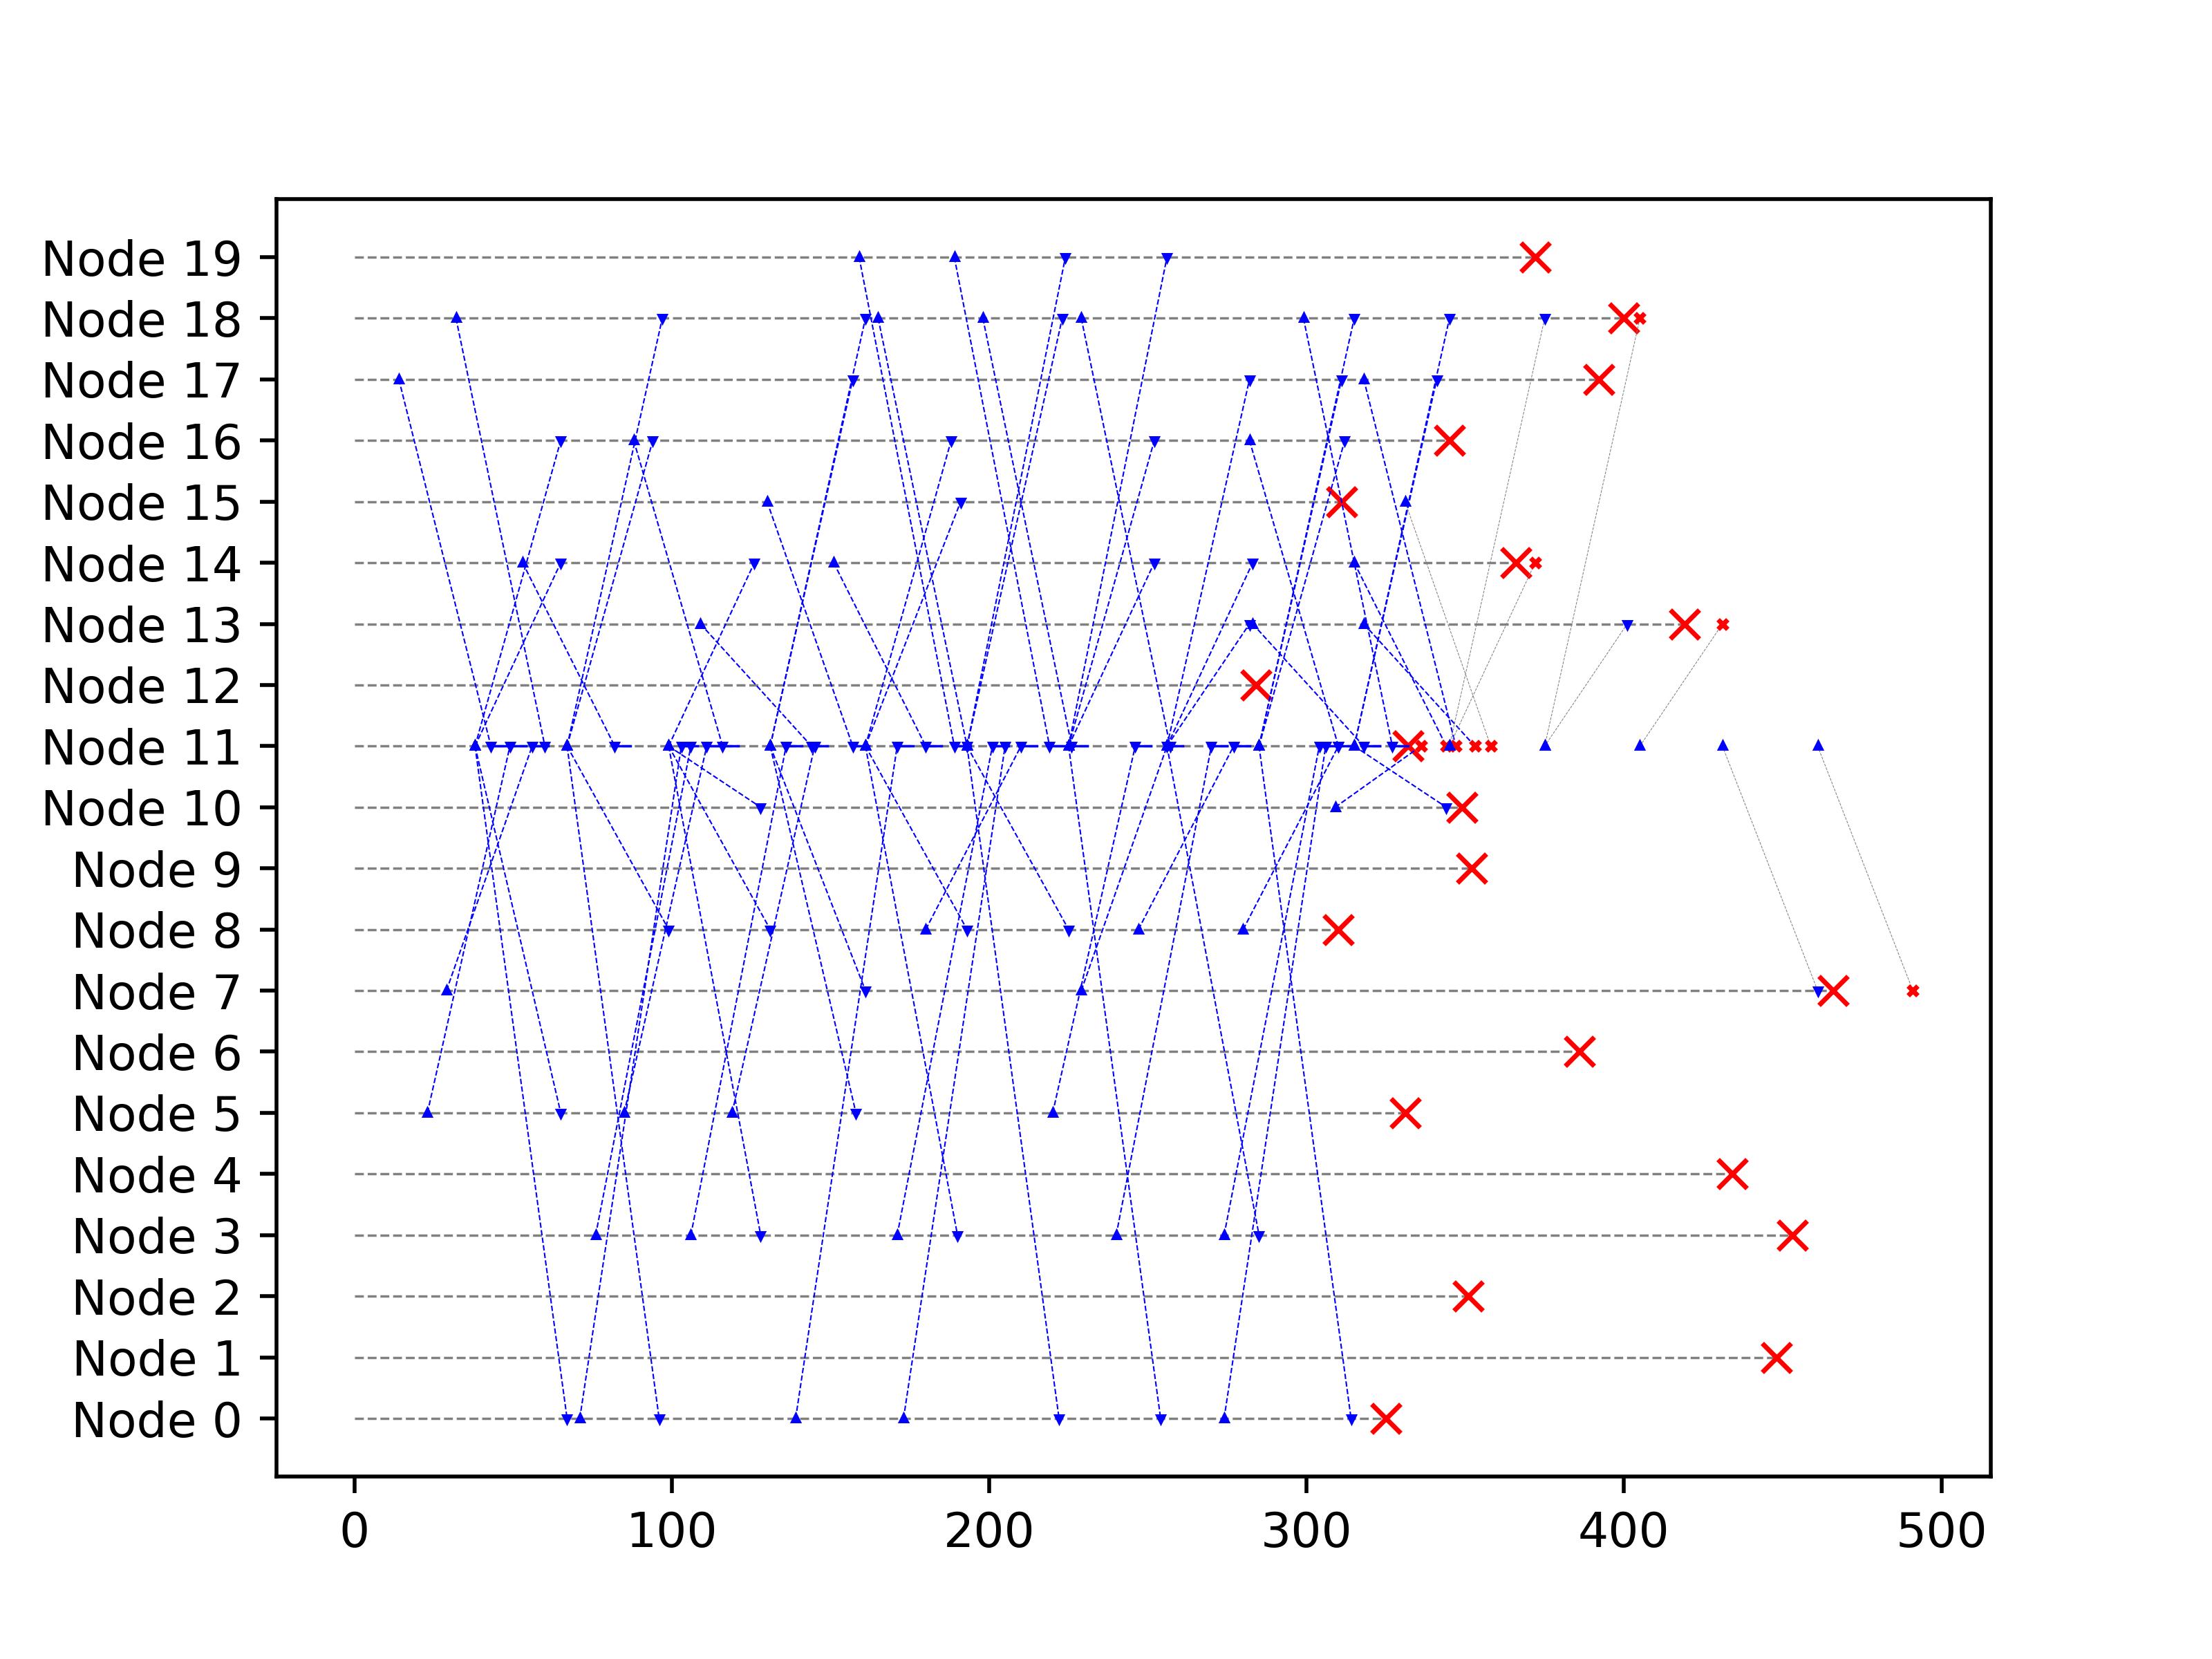 Node 19
Node 18
Node 17
Node 16
Node 15
Node 14
Node 13
Node 12
Node 11
Node 10
Node 9
Node 8
Node 7
Node 6
Node 5
Node 4
Node 3
Node 2
Node 1
Node 0
0 100 200 300 400 500